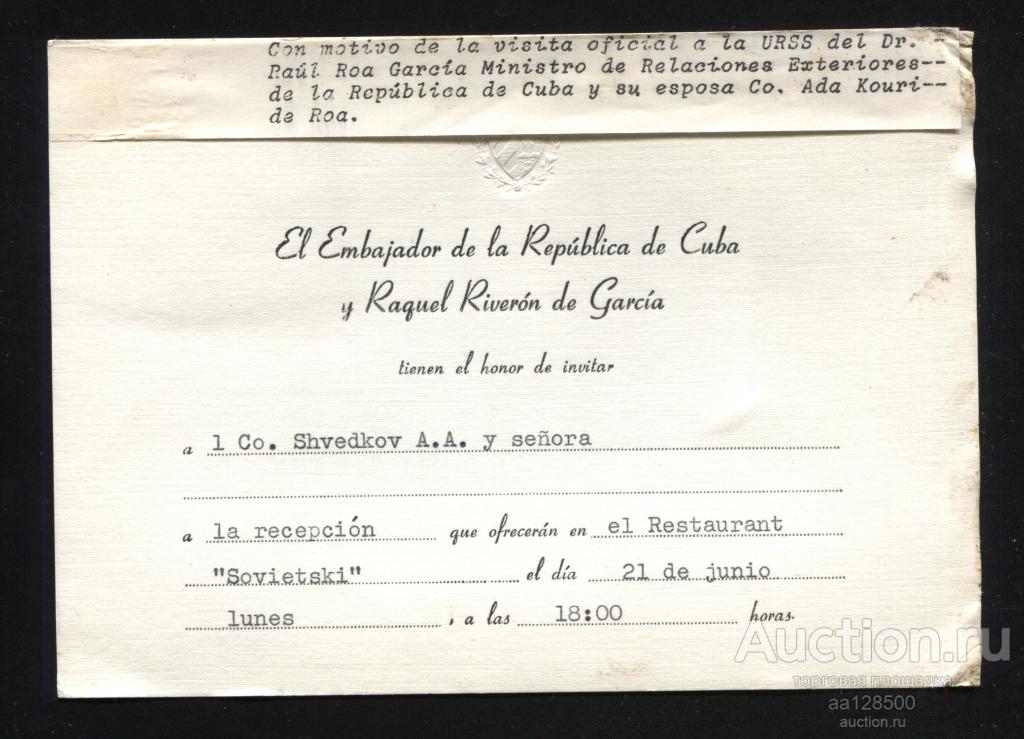 Con motivo de la visita oficial a la URSS del Dr. -
Raúl Roa García Ministro de Relaciones Exteriores--
de la República de Cuba y su esposa Co. Ada Kouri--
de Roa.
El Embajador de la República de Cuba
y Raquel Riverón de García
tienen el honor de invitar
a l Co. Shvedkov A.A. y señora
a la recepción que ofrecerán en el Restaurant
"Sovietski" el día 21 de junio
lunes , a las 18:00 horas.
Auction.ru
торговая площадка
aa128500
auction.ru